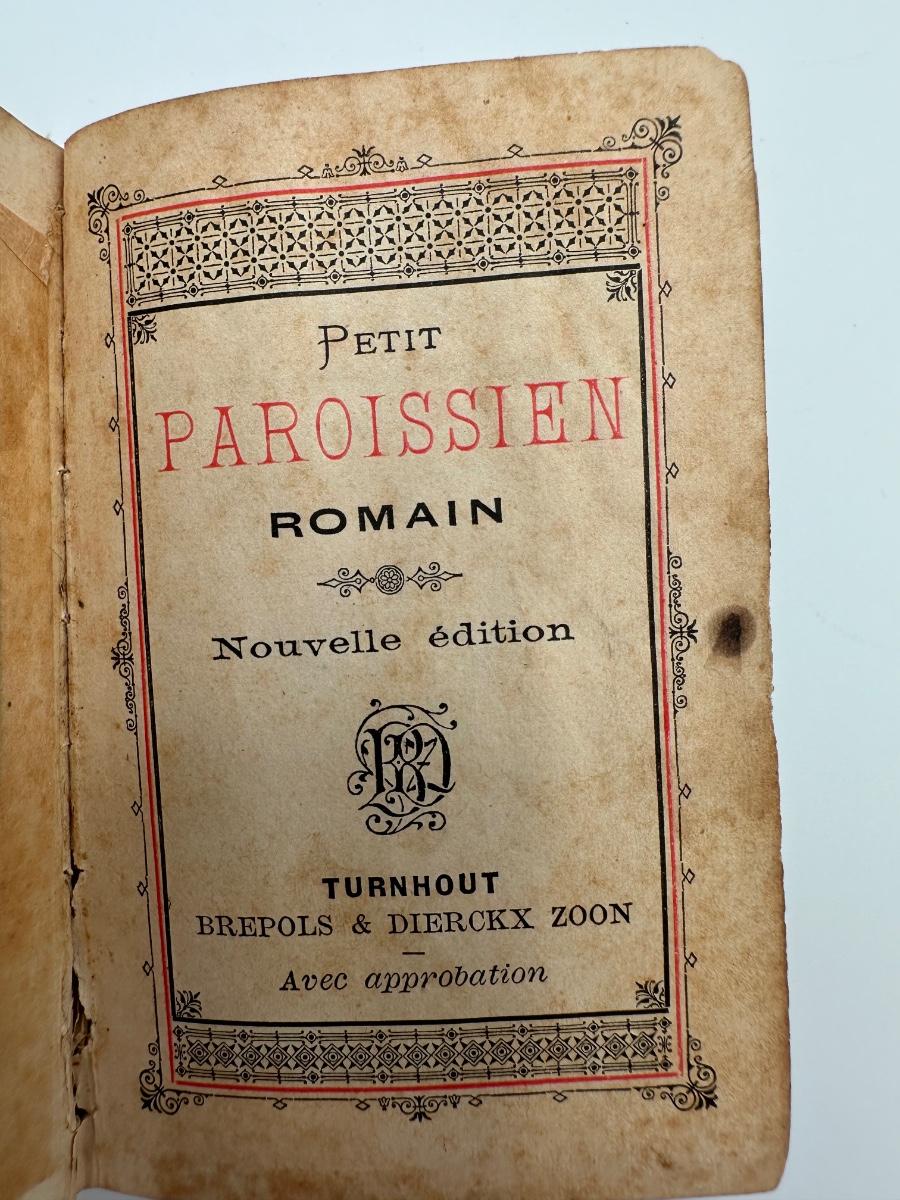 PETIT
PAROISSIEN
ROMAIN
Nouvelle édition
TURNHOUT
BREPOLS & DIERCKX ZOON
Avec approbation